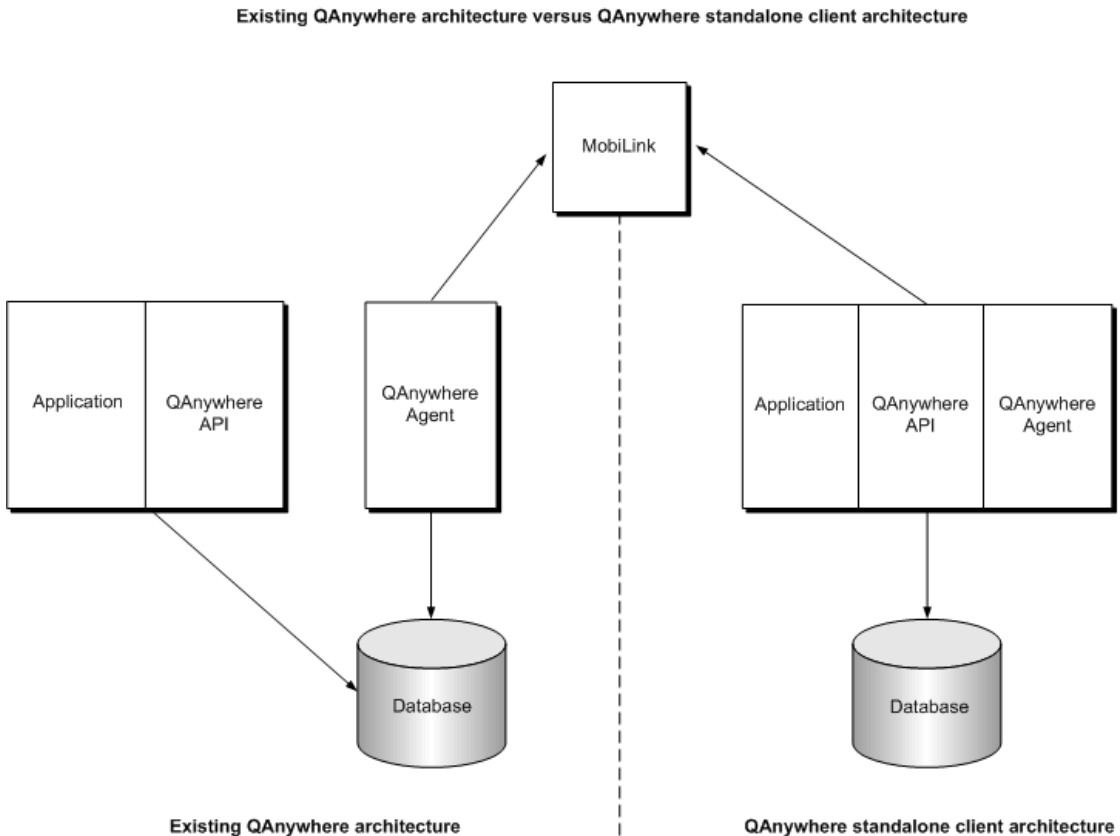 Existing QAnywhere architecture versus QAnywhere standalone client architecture
MobiLink
Application
QAnywhere
API
QAnywhere
Agent
Application
QAnywhere
API
QAnywhere
Agent
Database
Database
Existing QAnywhere architecture
QAnywhere standalone client architecture